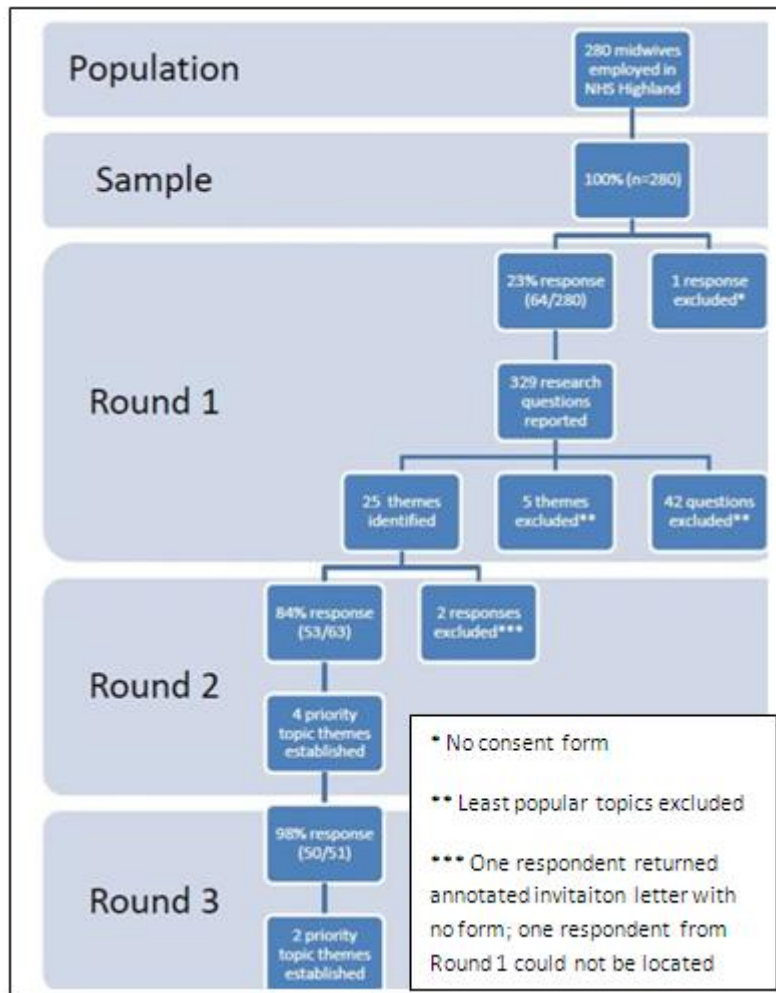 Population
280 midwives
employed in
NHS Highland
Sample
100% (n=280)
Round 1
23% response
(64/280)
1 response
excluded*
329 research
questions
reported
25 themes
identified
5 themes
excluded**
42 questions
excluded**
Round 2
84% response
(53/63)
2 responses
excluded***
4 priority
topic themes
established
Round 3
98% response
(50/51)
2 priority
topic themes
established
* No consent form
** Least popular topics excluded
*** One respondent returned
annotated invitaiton letter with
no form; one respondent from
Round 1 could not be located